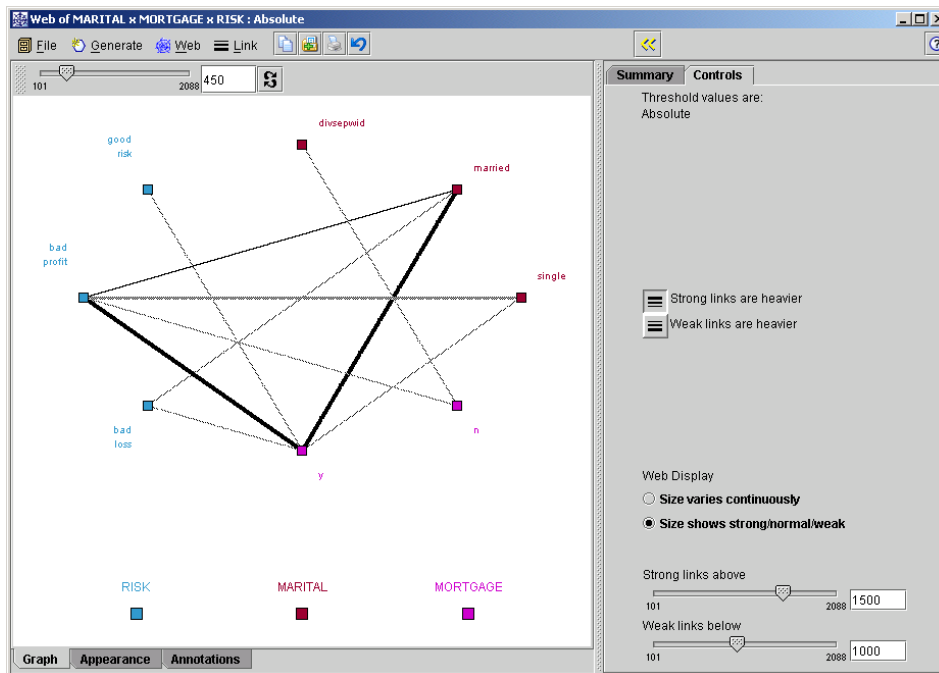 Web of MARITAL x MORTGAGE x RISK : Absolute
File Generate Web Link
101 2088 450
Summary Controls
Threshold values are:
Absolute
good
risk
divsepwid
married
bad
profit
single
Strong links are heavier
Weak links are heavier
bad
loss
n
y
Web Display
Size varies continuously
Size shows strong/normal/weak
RISK MARITAL MORTGAGE
Strong links above
101 2088 1500
Weak links below
101 2088 1000
Graph Appearance Annotations